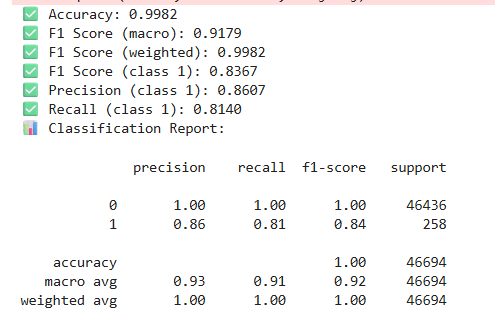 ✅ Accuracy: 0.9982
✅ F1 Score (macro): 0.9179
✅ F1 Score (weighted): 0.9982
✅ F1 Score (class 1): 0.8367
✅ Precision (class 1): 0.8607
✅ Recall (class 1): 0.8140
📊 Classification Report:
precision recall f1-score support
0 1.00 1.00 1.00 46436
1 0.86 0.81 0.84 258
accuracy 1.00 46694
macro avg 0.93 0.91 0.92 46694
weighted avg 1.00 1.00 1.00 46694